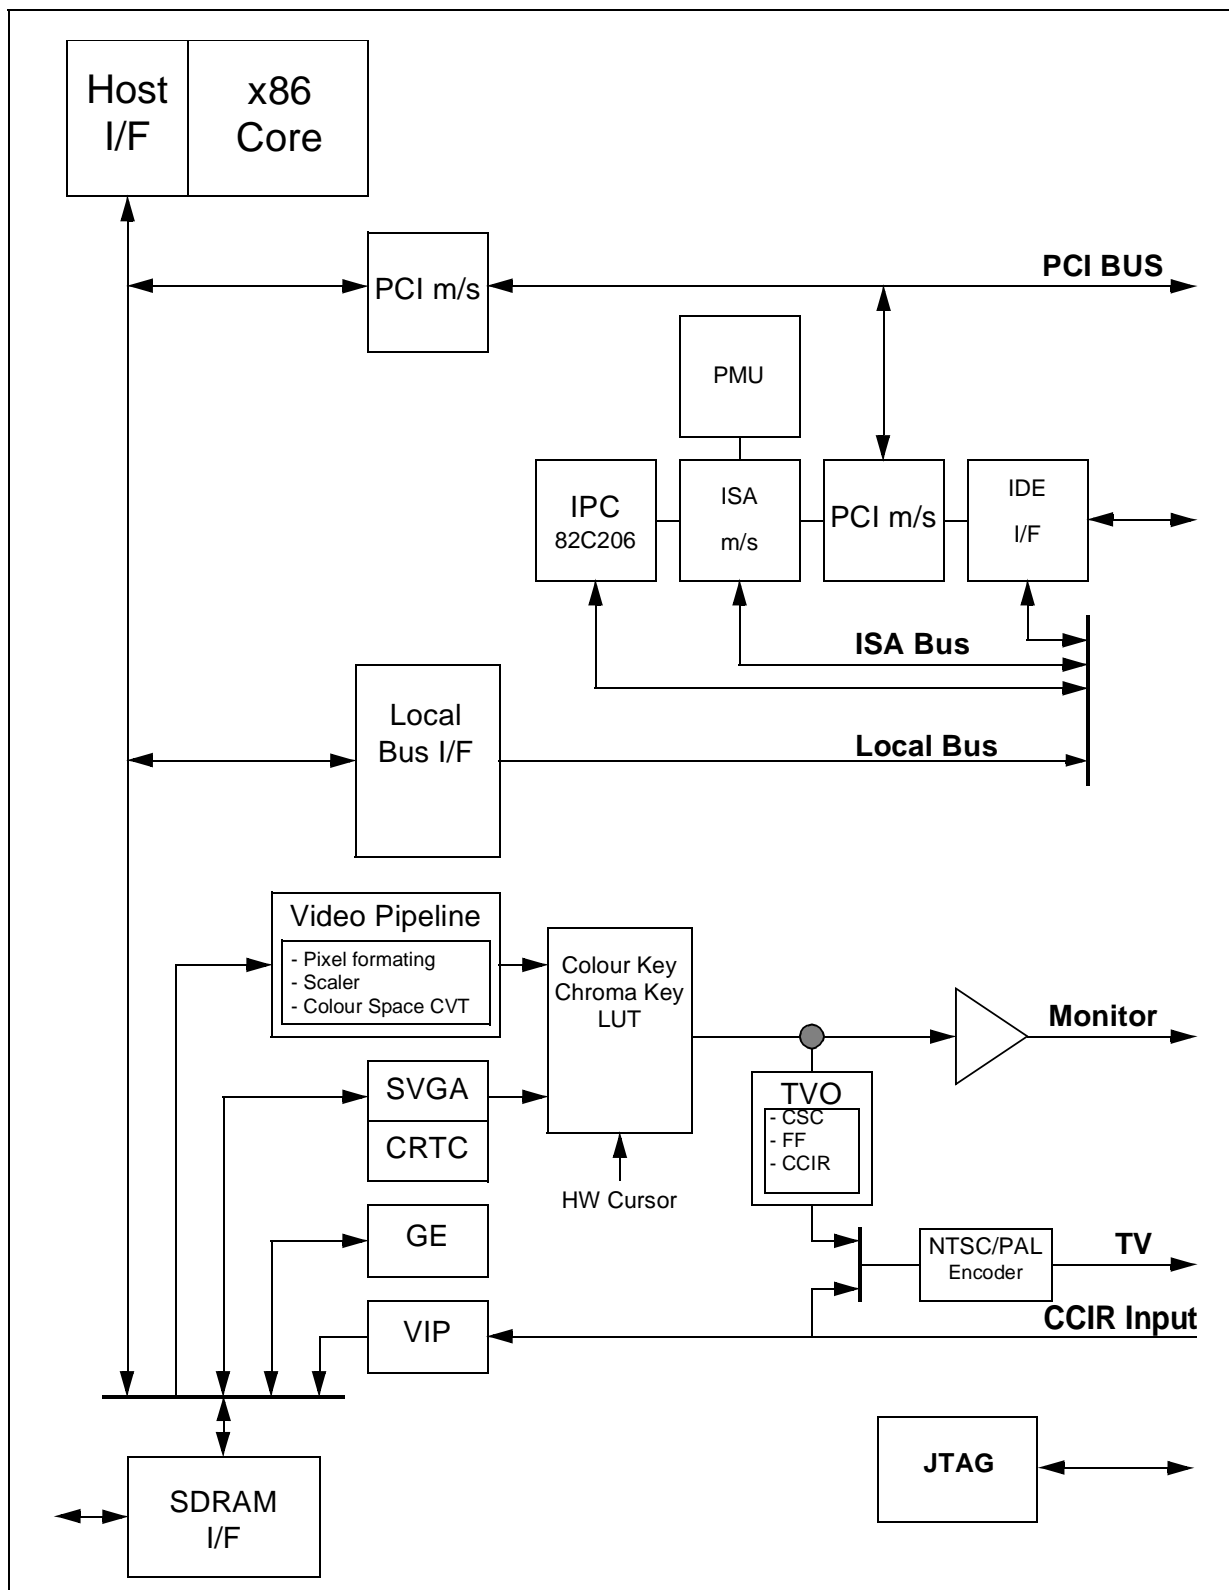 Host
I/F
x86
Core
PCI m/s
PCI BUS
PMU
IPC
82C206
ISA
m/s
PCI m/s
IDE
I/F
ISA Bus
Local
Bus I/F
Local Bus
Video Pipeline
- Pixel formating
- Scaler
- Colour Space CVT
Colour Key
Chroma Key
LUT
Monitor
SVGA
CRTC
TVO
- CSC
- FF
- CCIR
HW Cursor
GE
NTSC/PAL
Encoder
TV
VIP
CCIR Input
JTAG
SDRAM
I/F